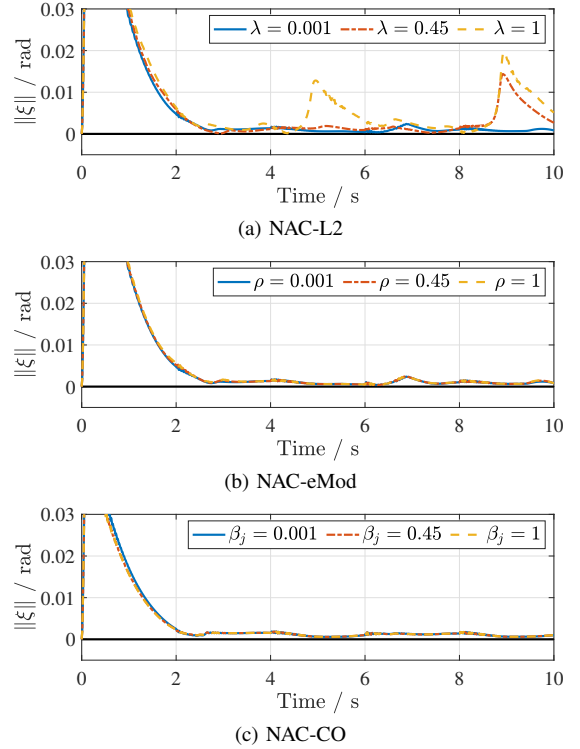 0.03
0.02
0.01
0
‖ξ‖ / rad
λ = 0.001 λ = 0.45 λ = 1
0 2 4 6 8 10
Time / s
(a) NAC-L2
0.03
0.02
0.01
0
‖ξ‖ / rad
ρ = 0.001 ρ = 0.45 ρ = 1
0 2 4 6 8 10
Time / s
(b) NAC-eMod
0.03
0.02
0.01
0
‖ξ‖ / rad
βⱼ = 0.001 βⱼ = 0.45 βⱼ = 1
0 2 4 6 8 10
Time / s
(c) NAC-CO